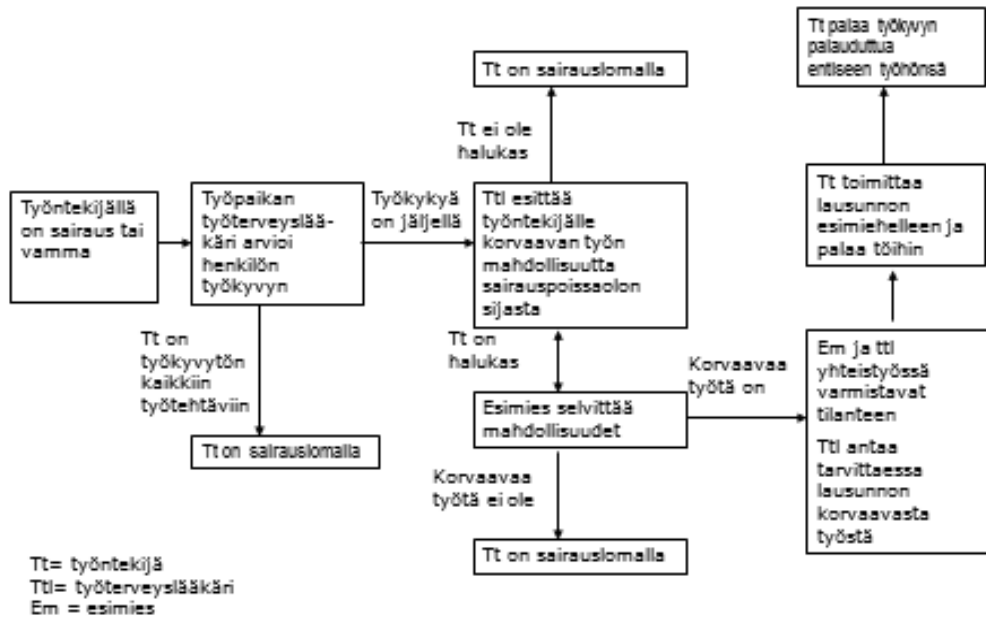 Työntekijällä
on sairaus tai
vamma
Työpaikan
työterveyslää-
käri arvioi
henkilön
työkyvyn
Tt on
työkyvytön
kaikkiin
työtehtäviin
Tt on sairauslomalla
Työkykyä
on jäljellä
Ttl esittää
työntekijälle
korvaavan työn
mahdollisuutta
sairauspoissaolon
sijasta
Tt ei ole
halukas
Tt on sairauslomalla
Tt on
halukas
Esimies selvittää
mahdollisuudet
Korvaavaa
työtä ei ole
Tt on sairauslomalla
Korvaavaa
työtä on
Em ja ttl
yhteistyössä
varmistavat
tilanteen
Ttl antaa
tarvittaessa
lausunnon
korvaavasta
työstä
Tt toimittaa
lausunnon
esimiehelleen ja
palaa töihin
Tt palaa työkyvyn
palauduttua
entiseen työhönsä
Tt= työntekijä
Ttl= työterveyslääkäri
Em = esimies